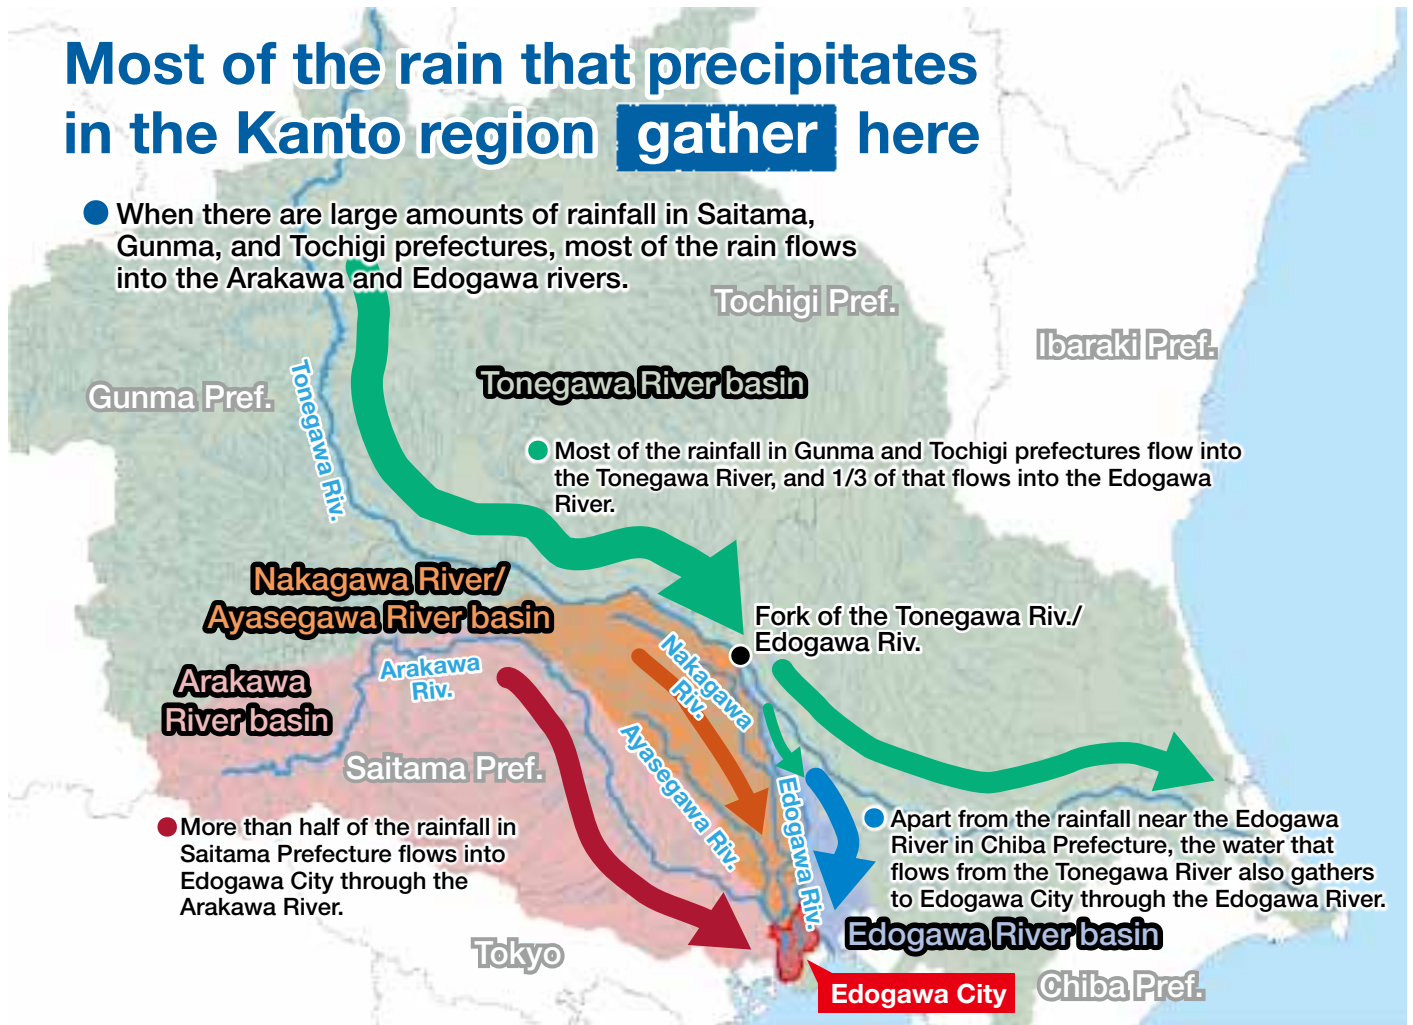 Most of the rain that precipitates
in the Kanto region gather here
When there are large amounts of rainfall in Saitama,
Gunma, and Tochigi prefectures, most of the rain flows
into the Arakawa and Edogawa rivers.
Tochigi Pref.
Ibaraki Pref.
Gunma Pref.
Tonegawa Riv.
Tonegawa River basin
Most of the rainfall in Gunma and Tochigi prefectures flow into
the Tonegawa River, and 1/3 of that flows into the Edogawa
River.
Nakagawa River/
Ayasegawa River basin
Fork of the Tonegawa Riv./
Edogawa Riv.
Arakawa
River basin
Arakawa
Riv.
Nakagawa
Riv.
Saitama Pref.
Ayasegawa Riv.
Edogawa Riv.
More than half of the rainfall in
Saitama Prefecture flows into
Edogawa City through the
Arakawa River.
Apart from the rainfall near the Edogawa
River in Chiba Prefecture, the water that
flows from the Tonegawa River also gathers
to Edogawa City through the Edogawa River.
Edogawa River basin
Tokyo
Edogawa City
Chiba Pref.